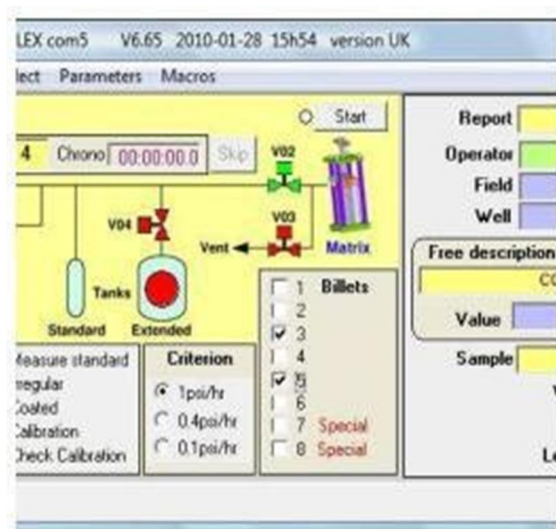 LEX com5 V6.65 2010-01-28 15h54 version UK
lect Parameters Macros
Start
4 Chrono 00:00:00.0 Skip
V02
V04
V03
Vent
Matrix
Tanks
Standard Extended
Measure standard
Irregular
Coated
Calibration
Check Calibration
Criterion
1psi/hr
0.4psi/hr
0.1psi/hr
Billets
1
2
3
4
5
6
7 Special
8 Special
Report
Operator
Field
Well
Free description
CO
Value
Sample